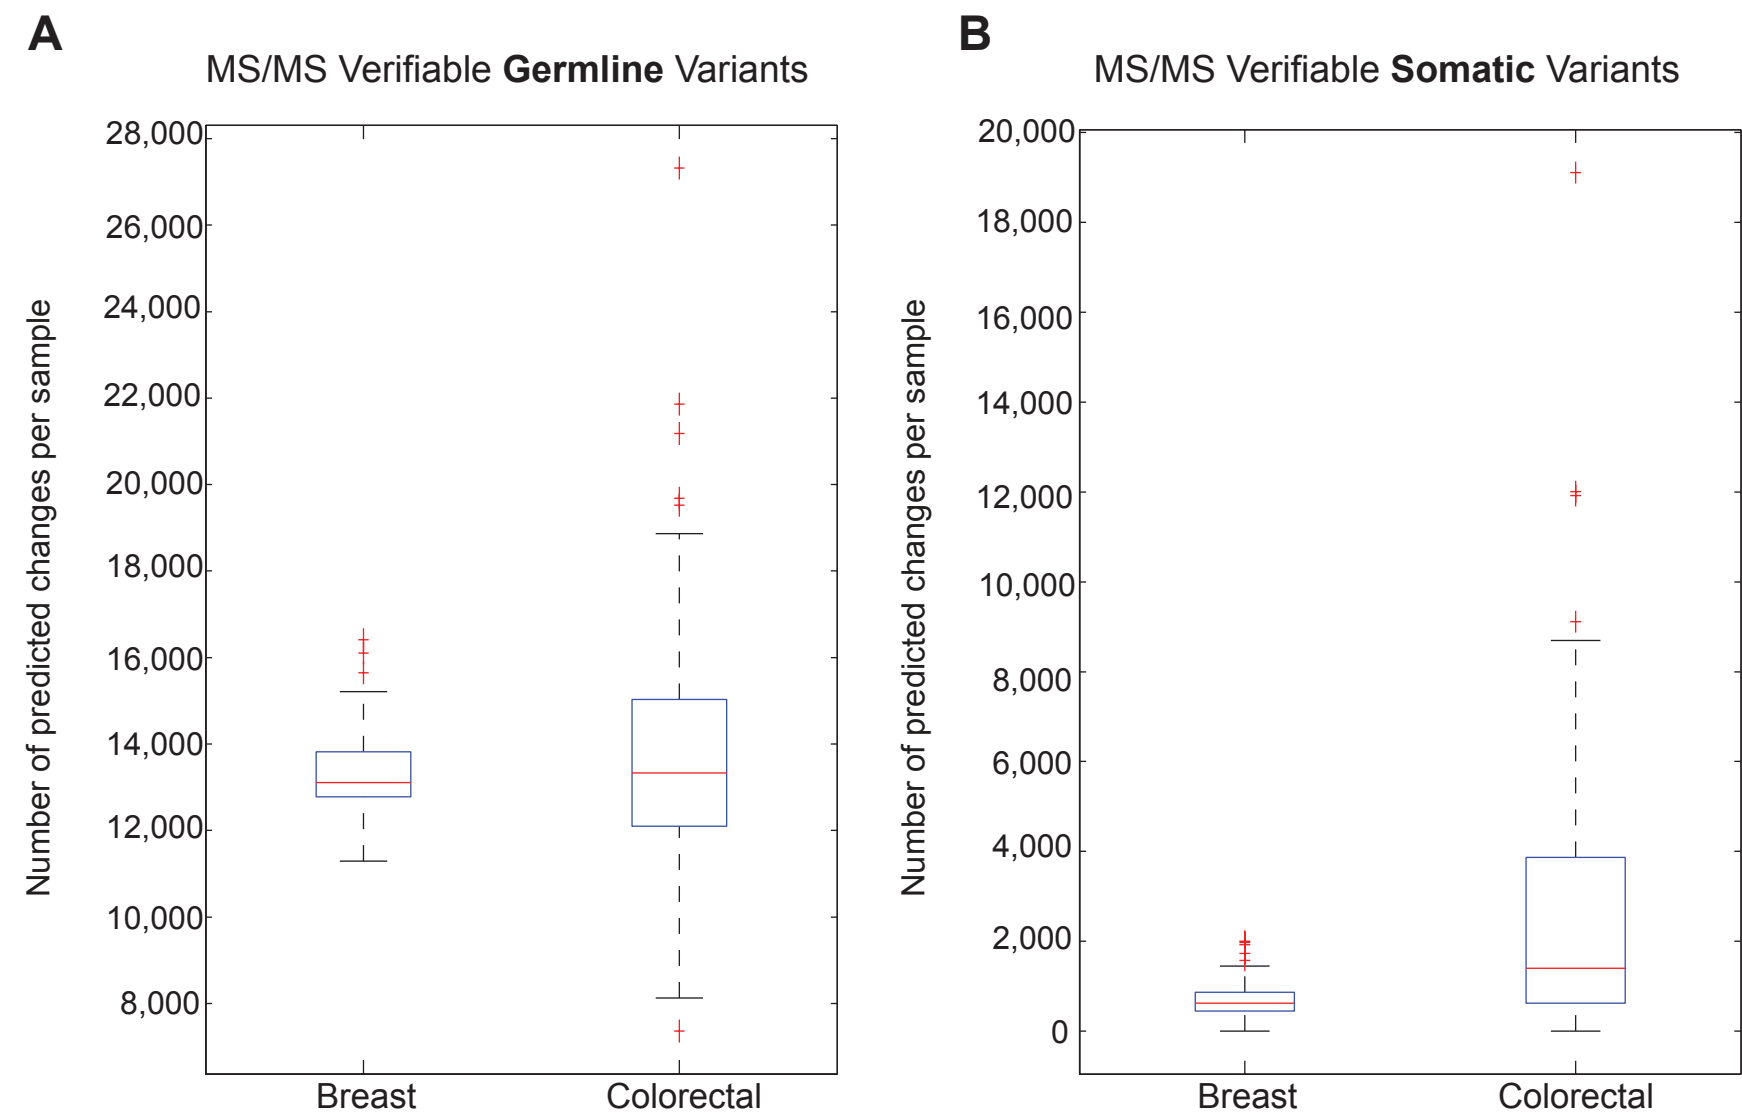 A
MS/MS Verifiable Germline Variants
Number of predicted changes per sample
28,000
26,000
24,000
22,000
20,000
18,000
16,000
14,000
12,000
10,000
8,000
Breast
Colorectal
B
MS/MS Verifiable Somatic Variants
Number of predicted changes per sample
20,000
18,000
16,000
14,000
12,000
10,000
8,000
6,000
4,000
2,000
0
Breast
Colorectal